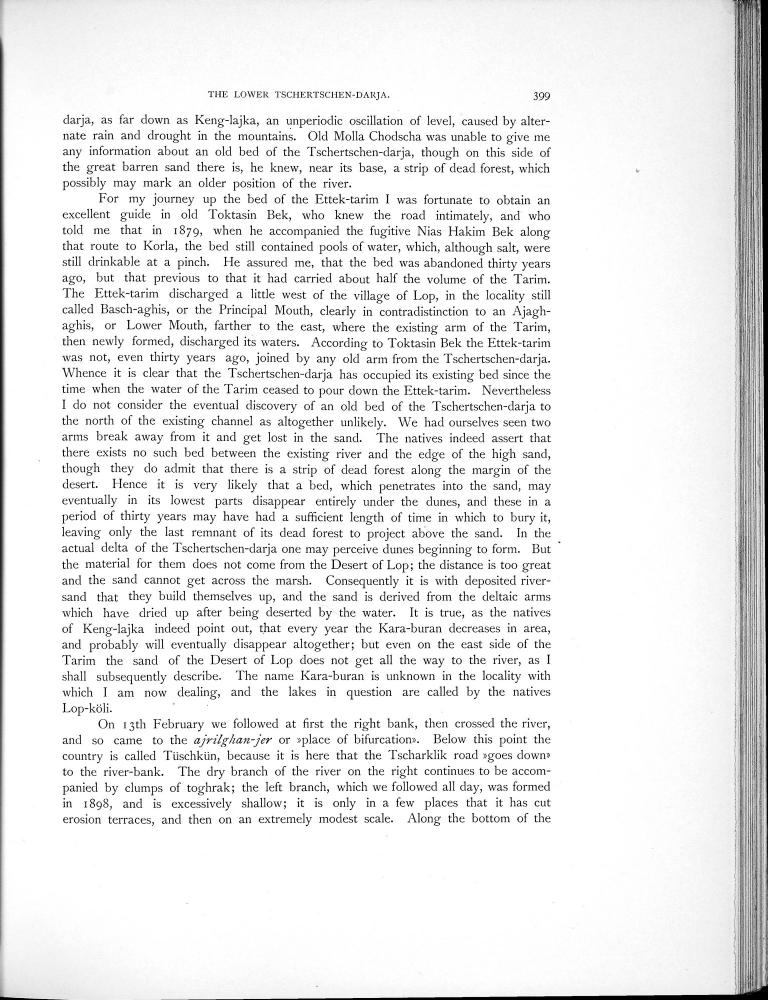 THE LOWER TSCHERTSCHEN-DARJA. 399
darja, as far down as Keng-lajka, an unperiodic oscillation of level, caused by alter-
nate rain and drought in the mountains. Old Molla Chodscha was unable to give me
any information about an old bed of the Tschertschen-darja, though on this side of
the great barren sand there is, he knew, near its base, a strip of dead forest, which
possibly may mark an older position of the river.
For my journey up the bed of the Ettek-tarim I was fortunate to obtain an
excellent guide in old Toktasin Bek, who knew the road intimately, and who
told me that in 1879, when he accompanied the fugitive Nias Hakim Bek along
that route to Korla, the bed still contained pools of water, which, although salt, were
still drinkable at a pinch. He assured me, that the bed was abandoned thirty years
ago, but that previous to that it had carried about half the volume of the Tarim.
The Ettek-tarim discharged a little west of the village of Lop, in the locality still
called Basch-aghis, or the Principal Mouth, clearly in contradistinction to an Ajagh-
aghis, or Lower Mouth, farther to the east, where the existing arm of the Tarim,
then newly formed, discharged its waters. According to Toktasin Bek the Ettek-tarim
was not, even thirty years ago, joined by any old arm from the Tschertschen-darja.
Whence it is clear that the Tschertschen-darja has occupied its existing bed since the
time when the water of the Tarim ceased to pour down the Ettek-tarim. Nevertheless
I do not consider the eventual discovery of an old bed of the Tschertschen-darja to
the north of the existing channel as altogether unlikely. We had ourselves seen two
arms break away from it and get lost in the sand. The natives indeed assert that
there exists no such bed between the existing river and the edge of the high sand,
though they do admit that there is a strip of dead forest along the margin of the
desert. Hence it is very likely that a bed, which penetrates into the sand, may
eventually in its lowest parts disappear entirely under the dunes, and these in a
period of thirty years may have had a sufficient length of time in which to bury it,
leaving only the last remnant of its dead forest to project above the sand. In the
actual delta of the Tschertschen-darja one may perceive dunes beginning to form. But
the material for them does not come from the Desert of Lop; the distance is too great
and the sand cannot get across the marsh. Consequently it is with deposited river-
sand that they build themselves up, and the sand is derived from the deltaic arms
which have dried up after being deserted by the water. It is true, as the natives
of Keng-lajka indeed point out, that every year the Kara-buran decreases in area,
and probably will eventually disappear altogether; but even on the east side of the
Tarim the sand of the Desert of Lop does not get all the way to the river, as I
shall subsequently describe. The name Kara-buran is unknown in the locality with
which I am now dealing, and the lakes in question are called by the natives
Lop-köli.
On 13th February we followed at first the right bank, then crossed the river,
and so came to the ajrilghan-jer or »place of bifurcation». Below this point the
country is called Tüschkün, because it is here that the Tscharklik road »goes down»
to the river-bank. The dry branch of the river on the right continues to be accom-
panied by clumps of toghrak; the left branch, which we followed all day, was formed
in 1898, and is excessively shallow; it is only in a few places that it has cut
erosion terraces, and then on an extremely modest scale. Along the bottom of the